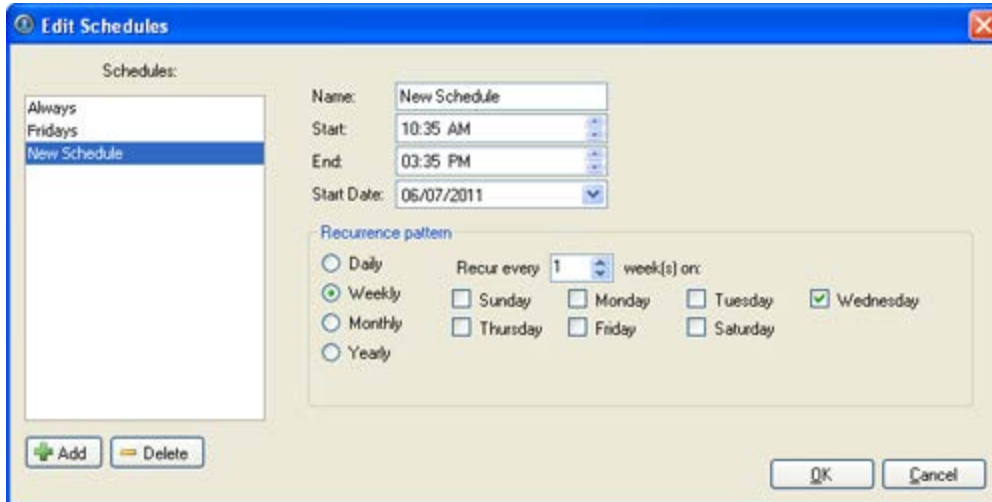 Edit Schedules
Schedules:
Always
Fridays
New Schedule
Name: New Schedule
Start: 10:35 AM
End: 03:35 PM
Start Date: 06/07/2011
Recurrence pattern
Daily Recur every 1 week(s) on:
Weekly Sunday Monday Tuesday Wednesday
Monthly Thursday Friday Saturday
Yearly
Add Delete
OK Cancel